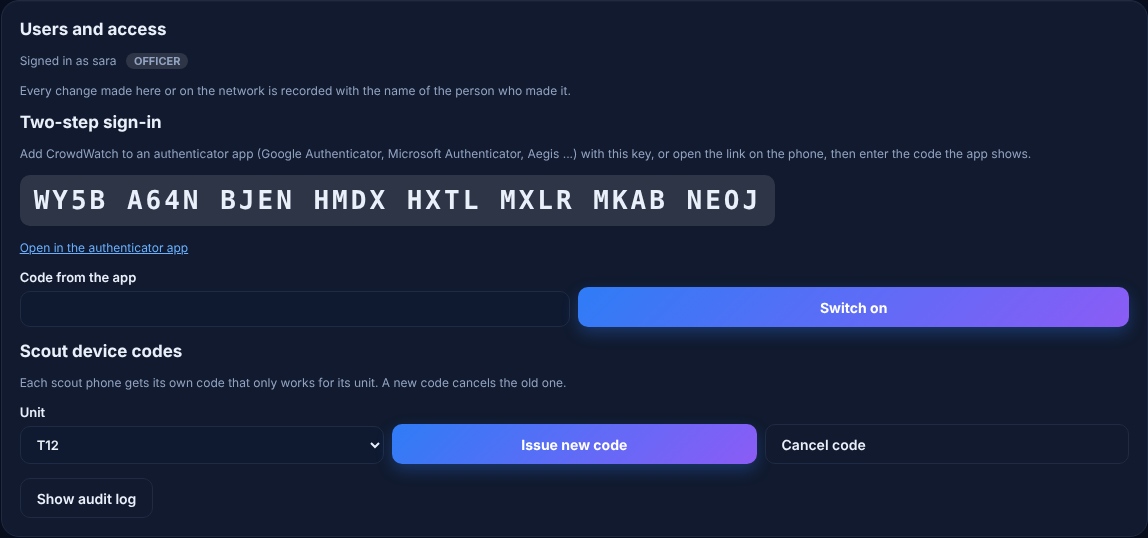 Users and access
Signed in as sara OFFICER
Every change made here or on the network is recorded with the name of the person who made it.
Two-step sign-in
Add CrowdWatch to an authenticator app (Google Authenticator, Microsoft Authenticator, Aegis ...) with this key, or open the link on the phone, then enter the code the app shows.
WY5B A64N BJEN HMDX HXTL MXLR MKAB NEOJ
Open in the authenticator app
Code from the app
Switch on
Scout device codes
Each scout phone gets its own code that only works for its unit. A new code cancels the old one.
Unit
T12 Issue new code Cancel code
Show audit log